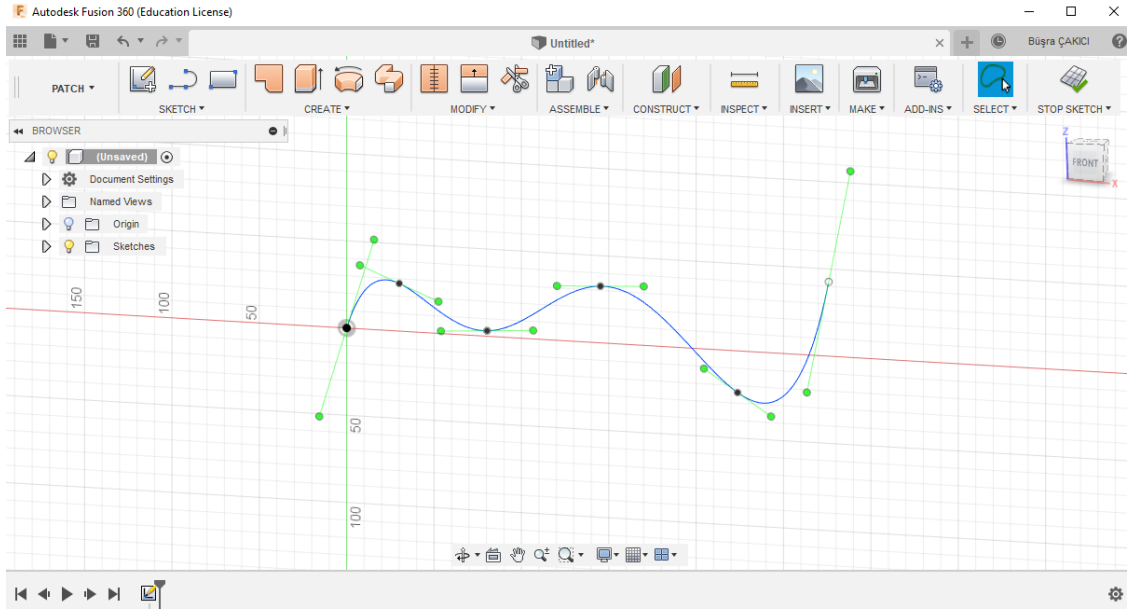 Autodesk Fusion 360 (Education License)
Untitled*
Büşra ÇAKICI
PATCH
SKETCH
CREATE
MODIFY
ASSEMBLE
CONSTRUCT
INSPECT
INSERT
MAKE
ADD-INS
SELECT
STOP SKETCH
BROWSER
(Unsaved)
Document Settings
Named Views
Origin
Sketches
Z
FRONT
X
150
100
50
50
100